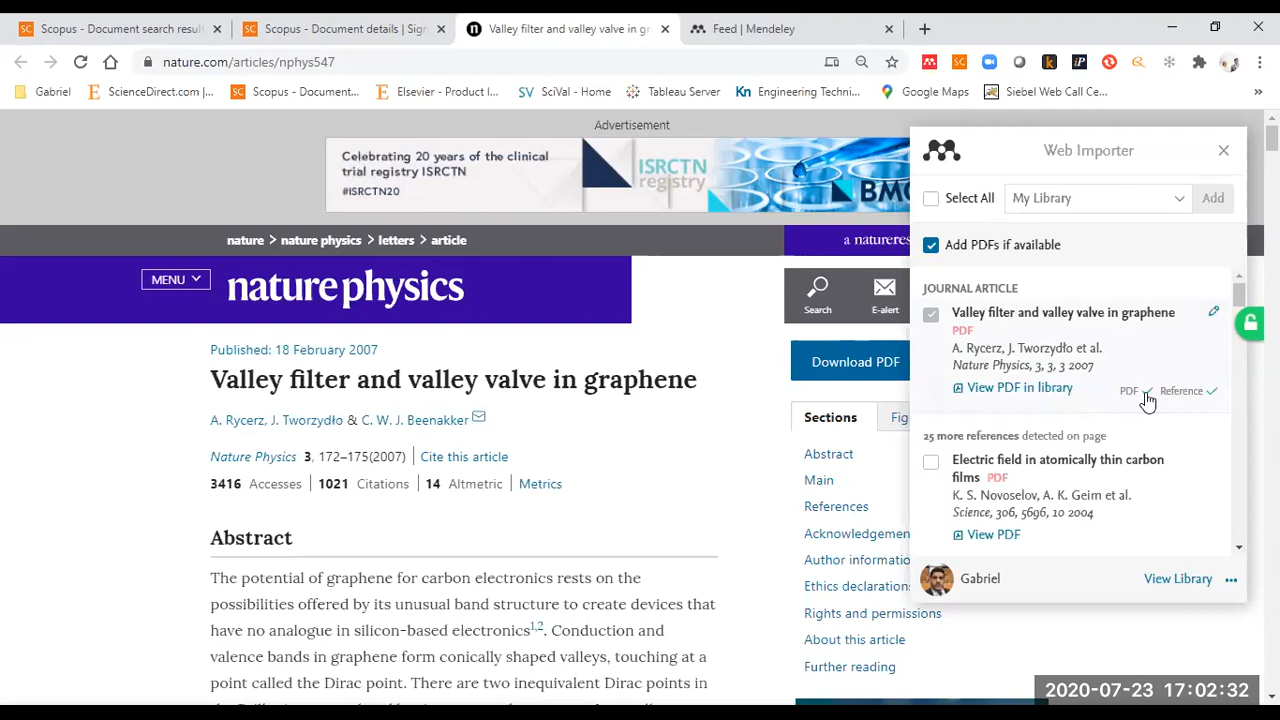 Scopus - Document search resul
Scopus - Document details | Sig
Valley filter and valley valve in g
Feed | Mendeley
nature.com/articles/nphys547
Gabriel
ScienceDirect.com |...
Scopus - Document...
Elsevier - Product I...
SciVal - Home
Tableau Server
Engineering Techni...
Google Maps
Siebel Web Call Ce...
»
Advertisement
Celebrating 20 years of the clinical
trial registry ISRCTN
#ISRCTN20
ISRCTN
registry
BM
nature > nature physics > letters > article
a naturere
MENU
nature physics
Search
E-alert
Published: 18 February 2007
Valley filter and valley valve in graphene
A. Rycerz, J. Tworzydło & C. W. J. Beenakker
Nature Physics 3, 172–175(2007) | Cite this article
3416 Accesses | 1021 Citations | 14 Altmetric | Metrics
Abstract
The potential of graphene for carbon electronics rests on the
possibilities offered by its unusual band structure to create devices that
have no analogue in silicon-based electronics1,2. Conduction and
valence bands in graphene form conically shaped valleys, touching at a
point called the Dirac point. There are two inequivalent Dirac points in
Download PDF
Sections
Fig
Abstract
Main
References
Acknowledgemen
Author informatio
Ethics declaration
Rights and permissions
About this article
Further reading
Web Importer
Select All
My Library
Add
Add PDFs if available
JOURNAL ARTICLE
Valley filter and valley valve in graphene
PDF
A. Rycerz, J. Tworzydło et al.
Nature Physics, 3, 3, 3 2007
View PDF in library
PDF
Reference
25 more references detected on page
Electric field in atomically thin carbon
films PDF
K. S. Novoselov, A. K. Geim et al.
Science, 306, 5696, 10 2004
View PDF
Gabriel
View Library
2020-07-23 17:02:32